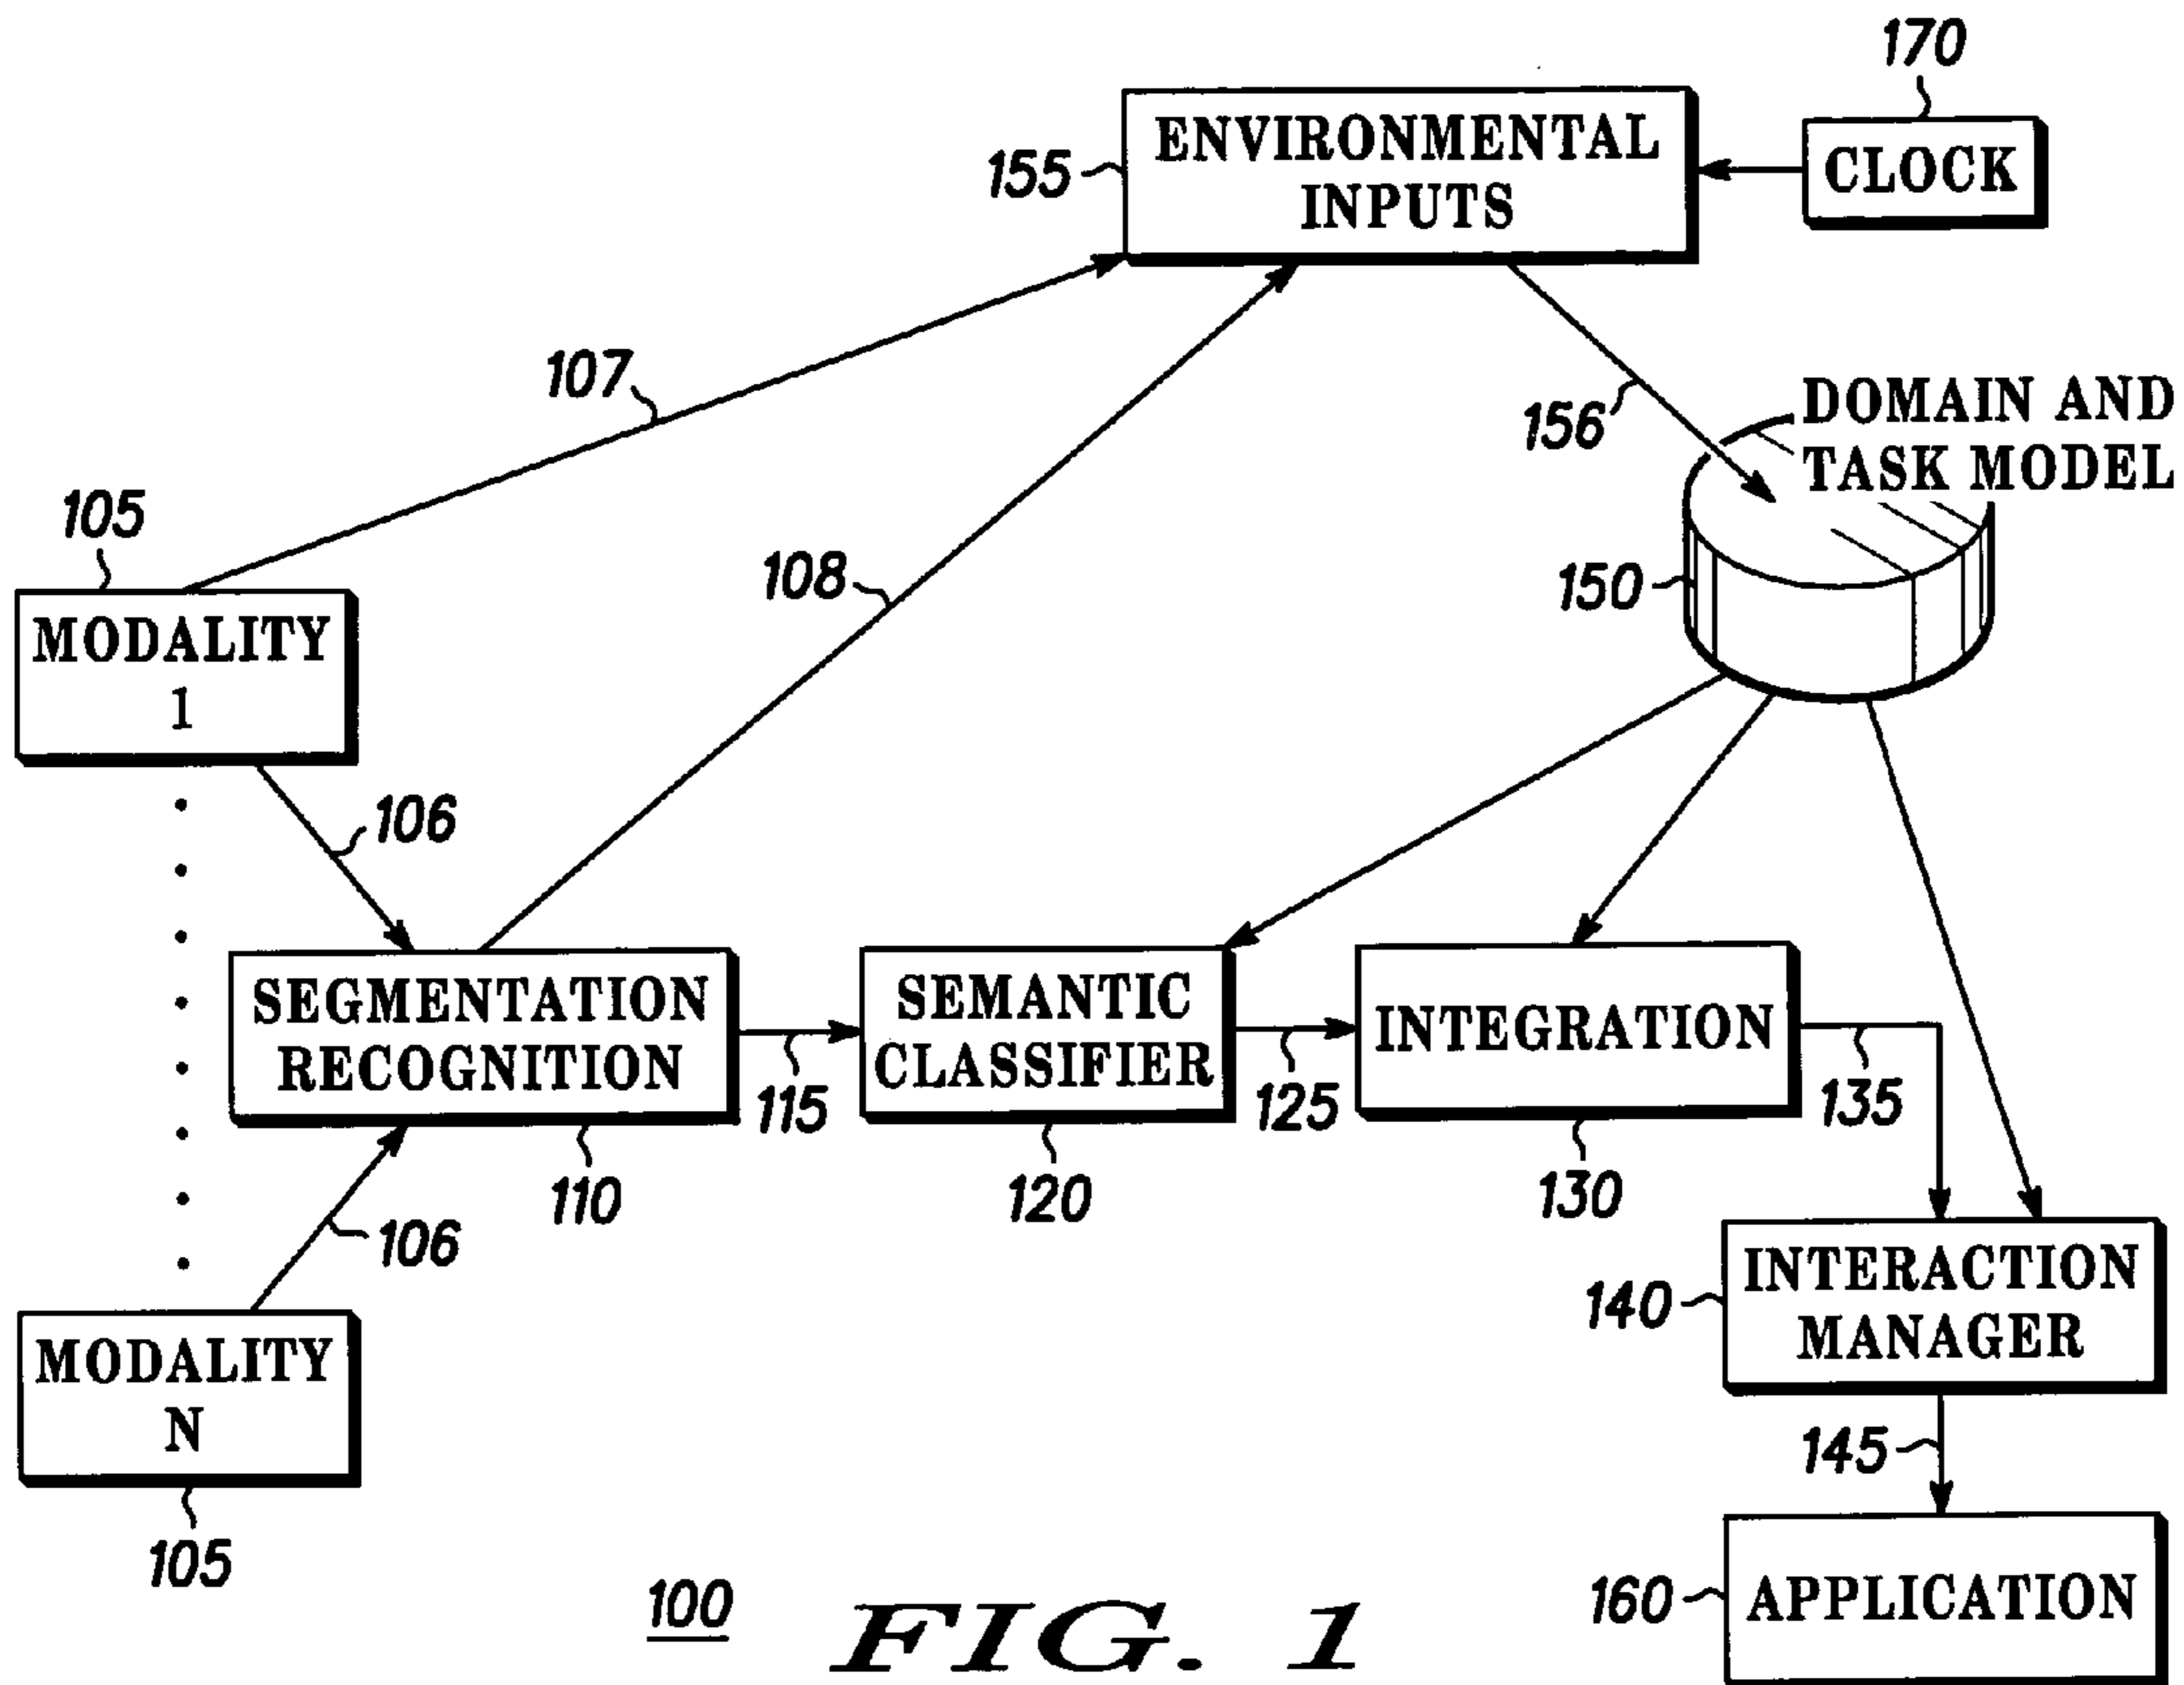 170
ENVIRONMENTAL
INPUTS
155
CLOCK
107
156
DOMAIN AND
TASK MODEL
105
108
150
MODALITY
1
106
SEGMENTATION
RECOGNITION
SEMANTIC
CLASSIFIER
INTEGRATION
115
125
135
110
120
130
106
INTERACTION
MANAGER
140
MODALITY
N
145
105
160
APPLICATION
100
FIG. 1